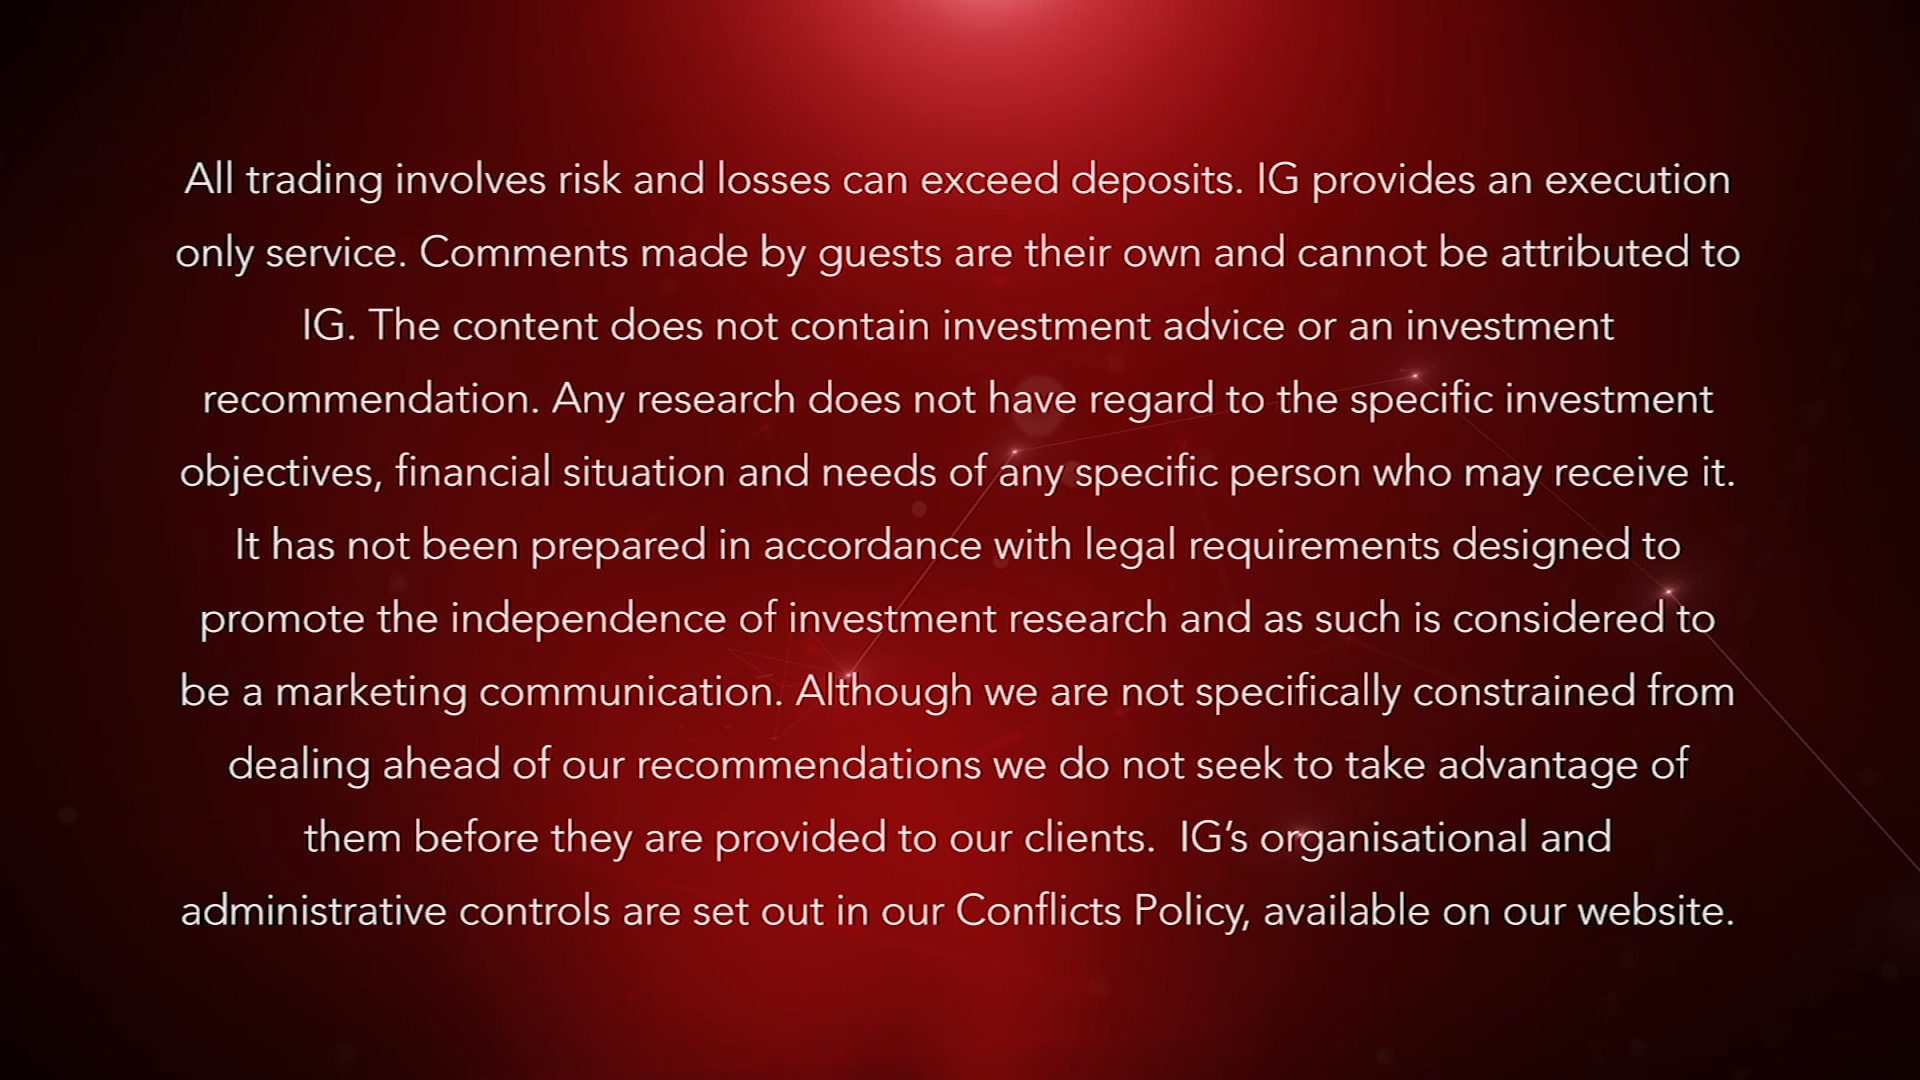 All trading involves risk and losses can exceed deposits. IG provides an execution
only service. Comments made by guests are their own and cannot be attributed to
IG. The content does not contain investment advice or an investment
recommendation. Any research does not have regard to the specific investment
objectives, financial situation and needs of any specific person who may receive it.
It has not been prepared in accordance with legal requirements designed to
promote the independence of investment research and as such is considered to
be a marketing communication. Although we are not specifically constrained from
dealing ahead of our recommendations we do not seek to take advantage of
them before they are provided to our clients.  IG’s organisational and
administrative controls are set out in our Conflicts Policy, available on our website.